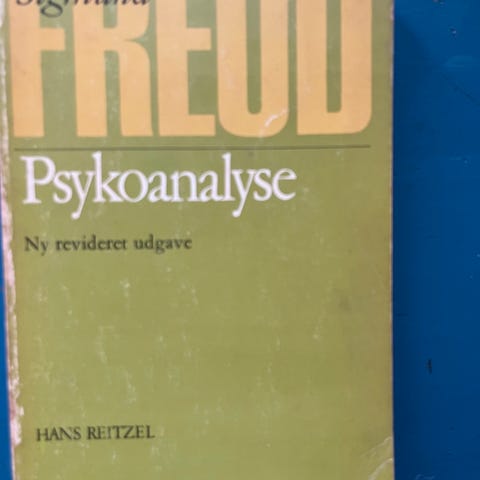 Sigmund
FREUD
Psykoanalyse
Ny revideret udgave
HANS REITZEL